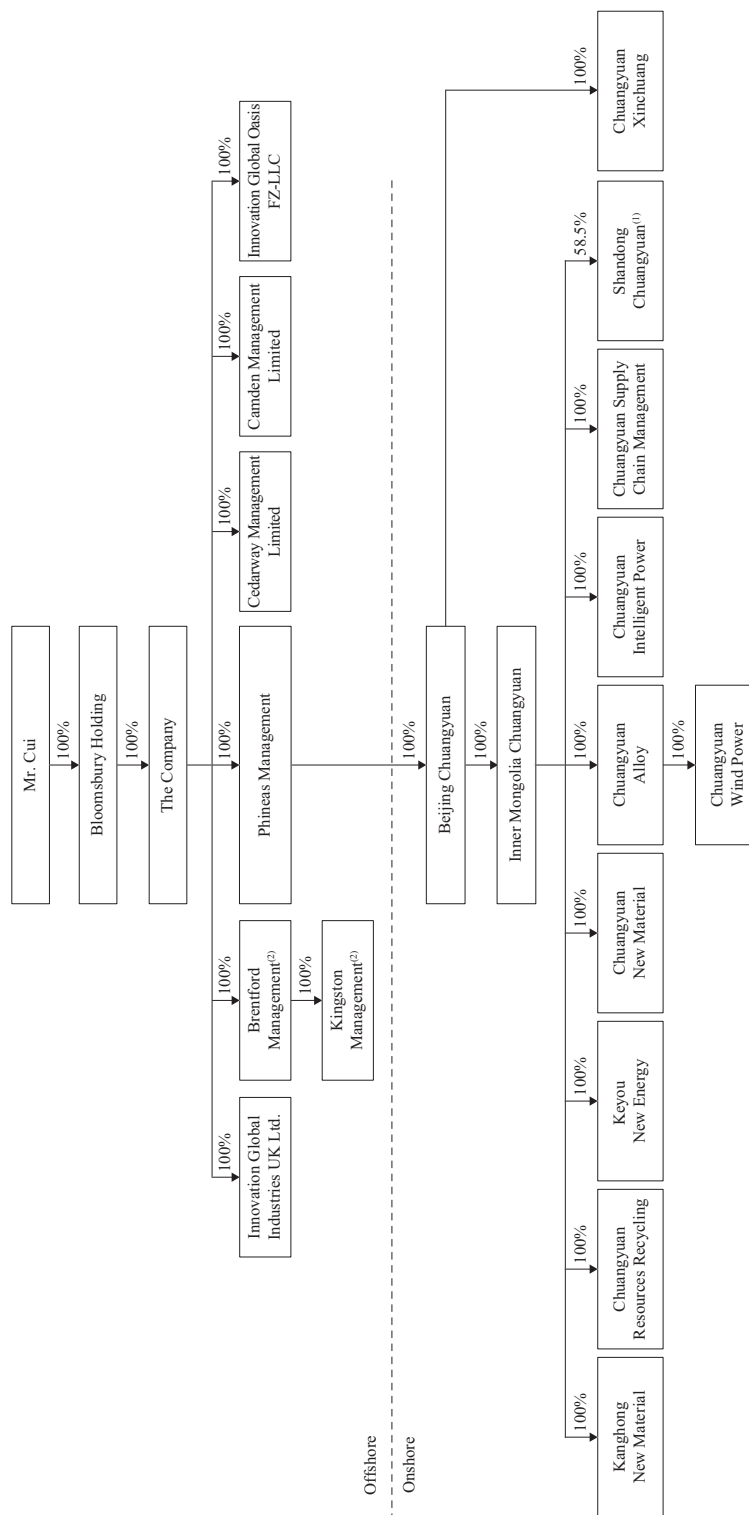 Mr. Cui
100%
Bloomsbury Holding
100%
The Company
100%
100%
100%
100%
100%
100%
Innovation Global
Industries UK Ltd.
Brentford
Management(2)
Phineas Management
Cedarway Management
Limited
Camden Management
Limited
Innovation Global Oasis
FZ-LLC
100%
Kingston
Management(2)
Offshore
Onshore
100%
Beijing Chuangyuan
100%
Inner Mongolia Chuangyuan
100%
100%
100%
100%
100%
100%
100%
58.5%
100%
Kanghong
New Material
Chuangyuan
Resources Recycling
Keyou
New Energy
Chuangyuan
New Material
Chuangyuan
Alloy
Chuangyuan
Intelligent Power
Chuangyuan Supply
Chain Management
Shandong
Chuangyuan(1)
Chuangyuan
Xinchuang
100%
Chuangyuan
Wind Power